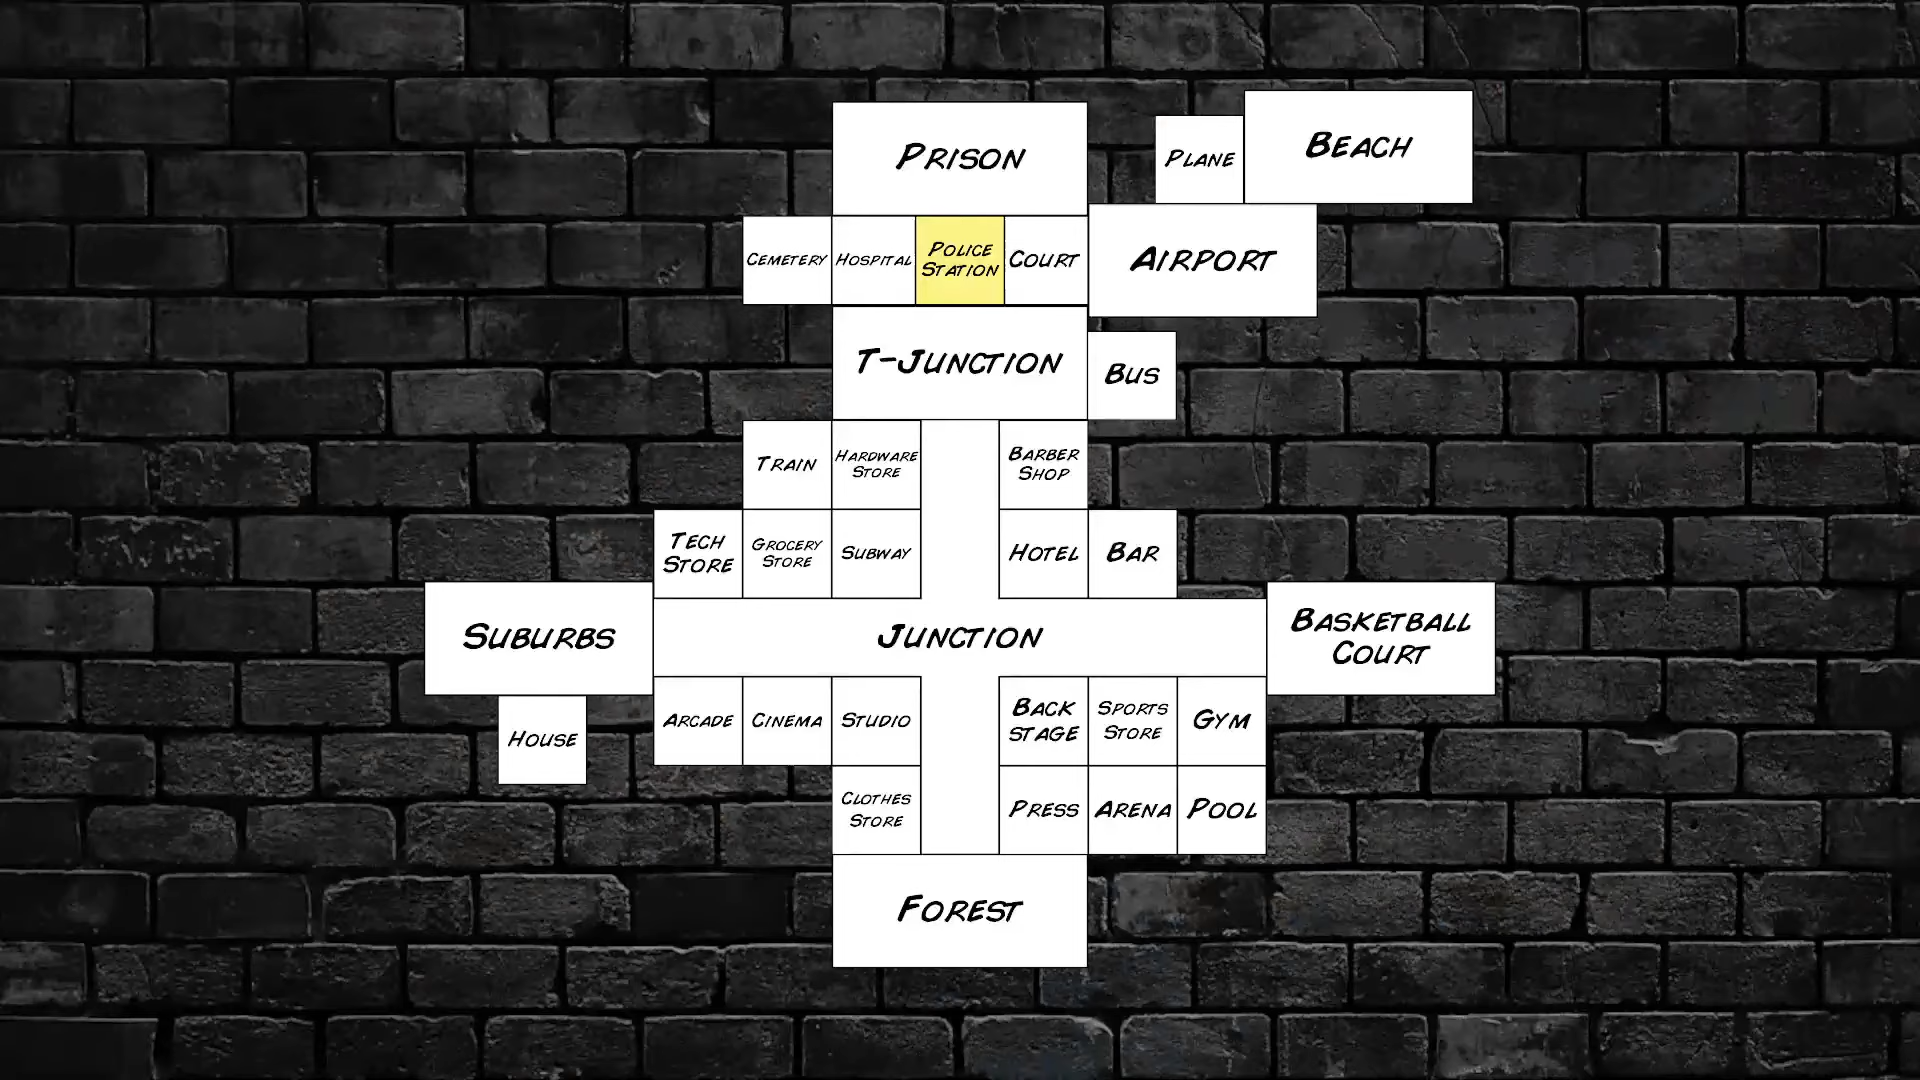 PRISON
PLANE
BEACH
CEMETERY
HOSPITAL
POLICE
STATION
COURT
AIRPORT
T-JUNCTION
BUS
TRAIN
HARDWARE
STORE
BARBER
SHOP
TECH
STORE
GROCERY
STORE
SUBWAY
HOTEL
BAR
SUBURBS
JUNCTION
BASKETBALL
COURT
HOUSE
ARCADE
CINEMA
STUDIO
BACK
STAGE
SPORTS
STORE
GYM
CLOTHES
STORE
PRESS
ARENA
POOL
FOREST